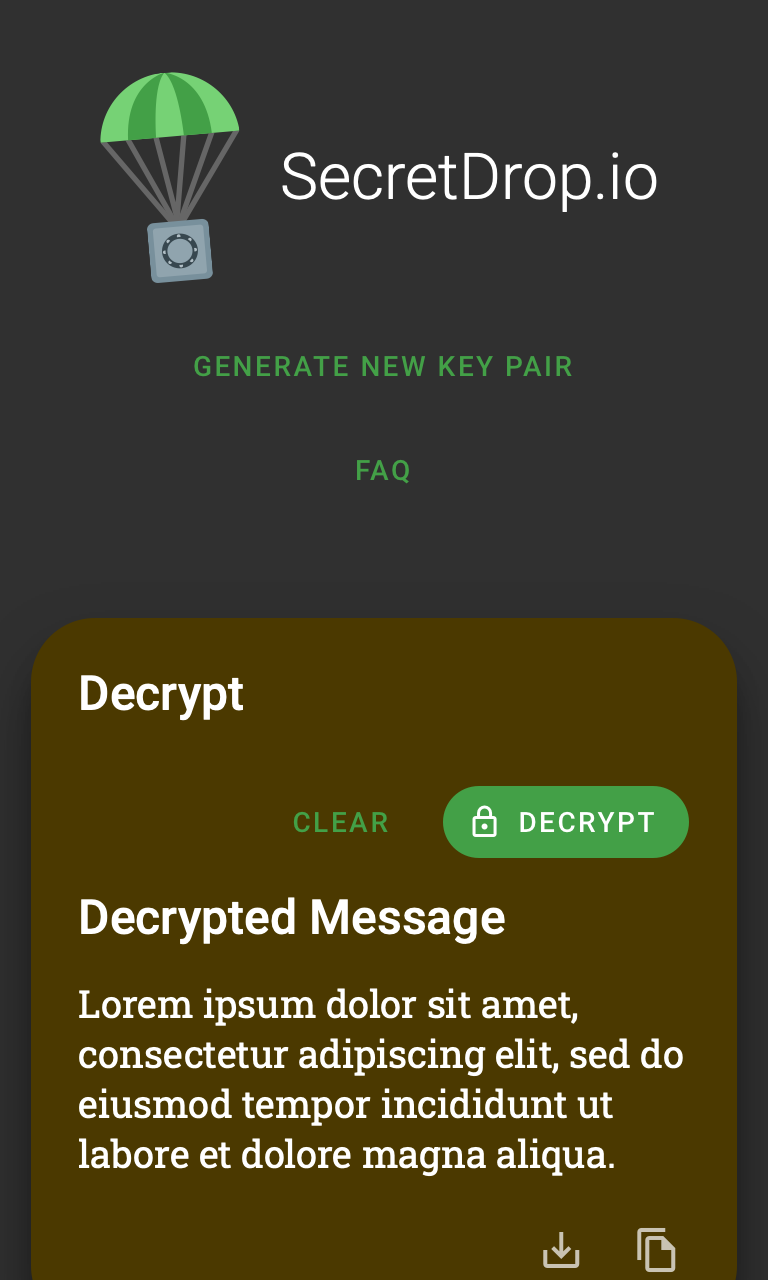 SecretDrop.io
GENERATE NEW KEY PAIR
FAQ
Decrypt
CLEAR
DECRYPT
Decrypted Message
Lorem ipsum dolor sit amet,
consectetur adipiscing elit, sed do
eiusmod tempor incididunt ut
labore et dolore magna aliqua.